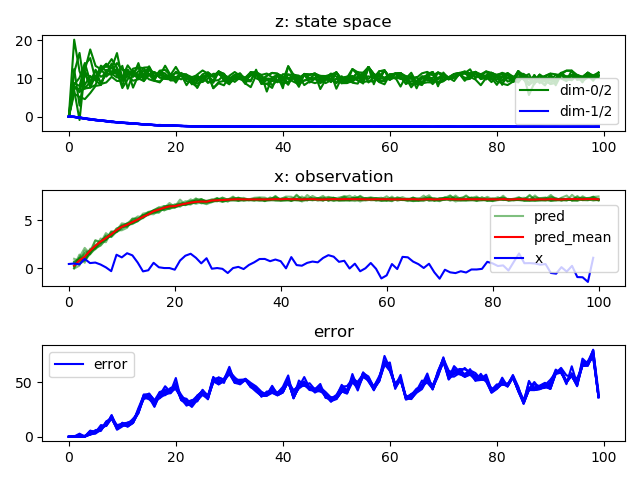 z: state space
20
10
0
dim-0/2
dim-1/2
0 20 40 60 80 100
x: observation
5
0
pred
pred_mean
x
0 20 40 60 80 100
error
50
0
error
0 20 40 60 80 100